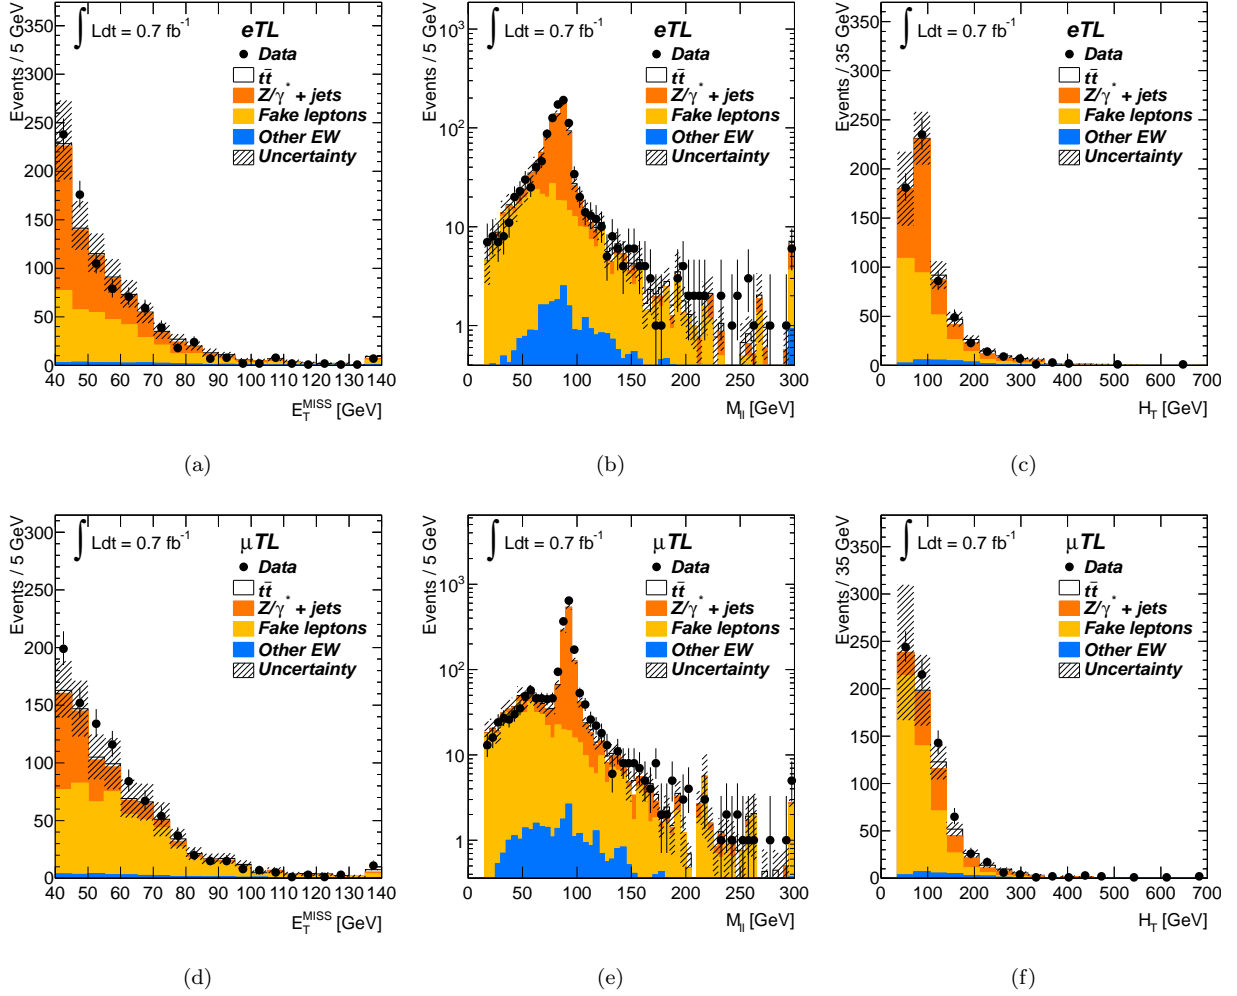 Events / 5 GeV
350
300
250
200
150
100
50
0
∫ Ldt = 0.7 fb⁻¹
eTL
Data
tt̄
Z/γ* + jets
Fake leptons
Other EW
Uncertainty
40 50 60 70 80 90 100 110 120 130 140
E_T^MISS [GeV]
(a)
Events / 5 GeV
10³
10²
10
1
∫ Ldt = 0.7 fb⁻¹
eTL
Data
tt̄
Z/γ* + jets
Fake leptons
Other EW
Uncertainty
0 50 100 150 200 250 300
M_ll [GeV]
(b)
Events / 35 GeV
350
300
250
200
150
100
50
0
∫ Ldt = 0.7 fb⁻¹
eTL
Data
tt̄
Z/γ* + jets
Fake leptons
Other EW
Uncertainty
0 100 200 300 400 500 600 700
H_T [GeV]
(c)
Events / 5 GeV
300
250
200
150
100
50
0
∫ Ldt = 0.7 fb⁻¹
μTL
Data
tt̄
Z/γ* + jets
Fake leptons
Other EW
Uncertainty
40 50 60 70 80 90 100 110 120 130 140
E_T^MISS [GeV]
(d)
Events / 5 GeV
10³
10²
10
1
∫ Ldt = 0.7 fb⁻¹
μTL
Data
tt̄
Z/γ* + jets
Fake leptons
Other EW
Uncertainty
0 50 100 150 200 250 300
M_ll [GeV]
(e)
Events / 35 GeV
350
300
250
200
150
100
50
0
∫ Ldt = 0.7 fb⁻¹
μTL
Data
tt̄
Z/γ* + jets
Fake leptons
Other EW
Uncertainty
0 100 200 300 400 500 600 700
H_T [GeV]
(f)